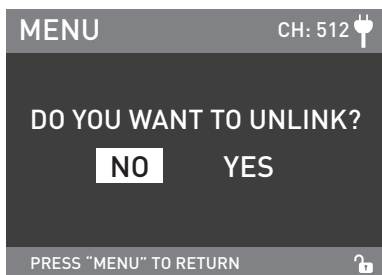 MENU CH: 512
DO YOU WANT TO UNLINK?
NO YES
PRESS “MENU” TO RETURN